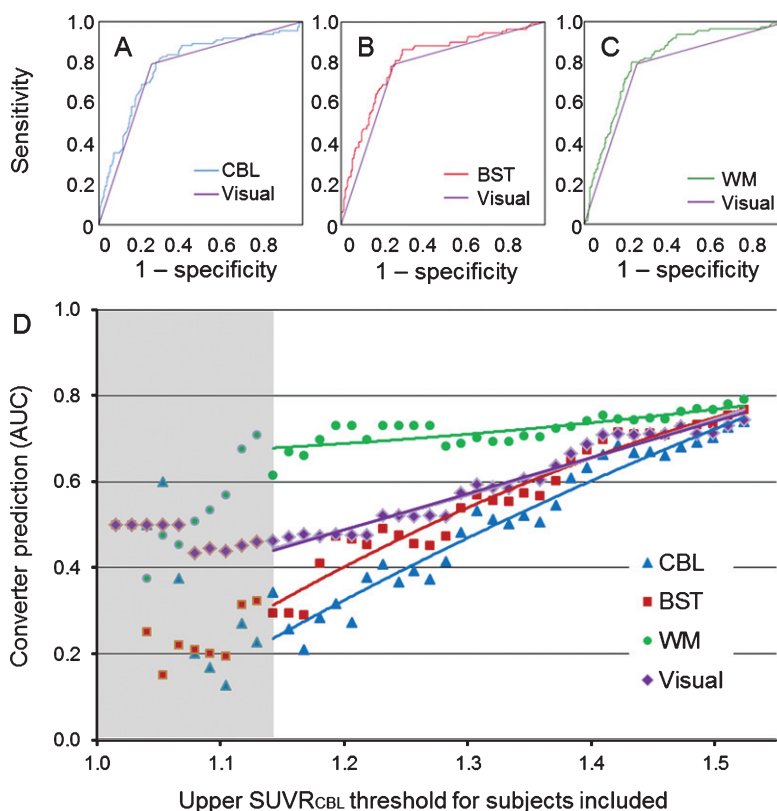 A
B
C
Sensitivity
1.0
0.8
0.6
0.4
0.2
0
CBL
Visual
0 0.2 0.4 0.6 0.8
1 – specificity
1.0
0.8
0.6
0.4
0.2
0
BST
Visual
0 0.2 0.4 0.6 0.8
1 – specificity
1.0
0.8
0.6
0.4
0.2
0
WM
Visual
0 0.2 0.4 0.6 0.8
1 – specificity
D
Converter prediction (AUC)
1.0
0.8
0.6
0.4
0.2
0.0
CBL
BST
WM
Visual
1.0 1.1 1.2 1.3 1.4 1.5
Upper SUVRCBL threshold for subjects included